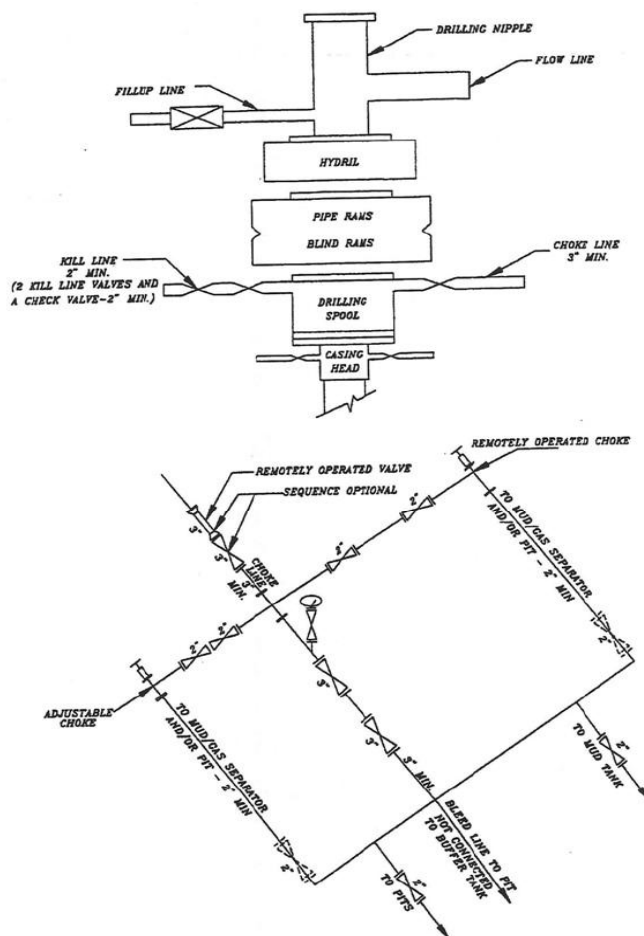 DRILLING NIPPLE
FLOW LINE
FILLUP LINE
HYDRIL
PIPE RAMS
BLIND RAMS
KILL LINE
2" MIN.
(2 KILL LINE VALVES AND
A CHECK VALVE-2" MIN.)
CHOKE LINE
3" MIN.
DRILLING
SPOOL
CASING
HEAD
REMOTELY OPERATED CHOKE
REMOTELY OPERATED VALVE
SEQUENCE OPTIONAL
3"
3"
CHOKE
LINE
3"
MIN.
2"
2"
TO MUD/GAS SEPARATOR
AND/OR PIT - 2" MIN
2"
2"
2"
ADJUSTABLE
CHOKE
TO MUD/GAS SEPARATOR
AND/OR PIT - 2" MIN
2"
3"
3"
3" MIN.
BLEED LINE TO PIT
NOT CONNECTED
TO BUFFER TANK
2"
TO MUD TANK
2"
TO PITS